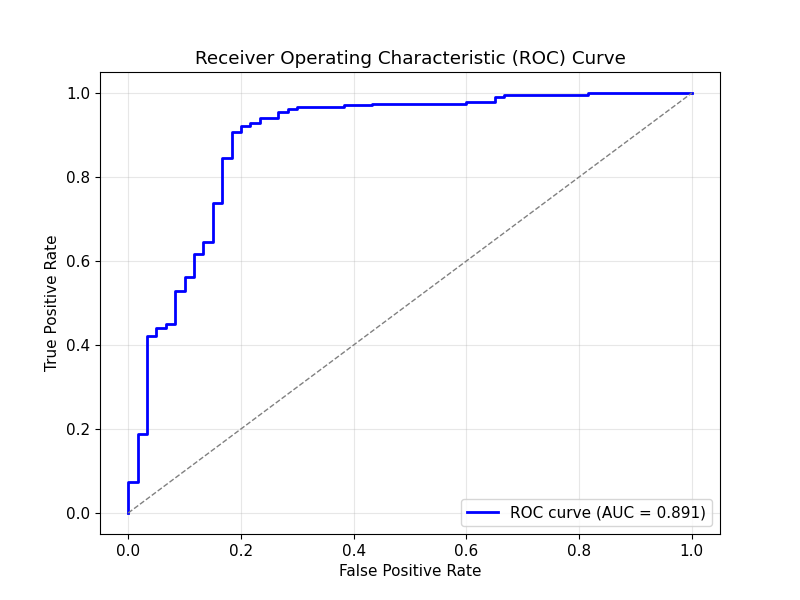 Receiver Operating Characteristic (ROC) Curve
1.0
0.8
0.6
0.4
0.2
0.0
True Positive Rate
ROC curve (AUC = 0.891)
0.0 0.2 0.4 0.6 0.8 1.0
False Positive Rate